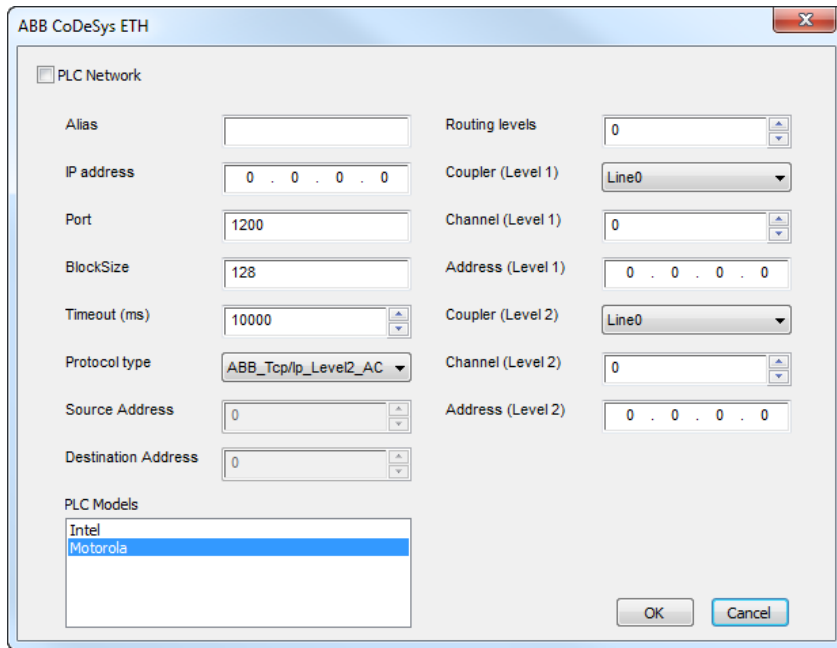 ABB CoDeSys ETH
PLC Network
Alias
IP address
0 . 0 . 0 . 0
Port
1200
BlockSize
128
Timeout (ms)
10000
Protocol type
ABB_Tcp/Ip_Level2_AC
Source Address
0
Destination Address
0
PLC Models
Intel
Motorola
Routing levels
0
Coupler (Level 1)
Line0
Channel (Level 1)
0
Address (Level 1)
0 . 0 . 0 . 0
Coupler (Level 2)
Line0
Channel (Level 2)
0
Address (Level 2)
0 . 0 . 0 . 0
OK
Cancel